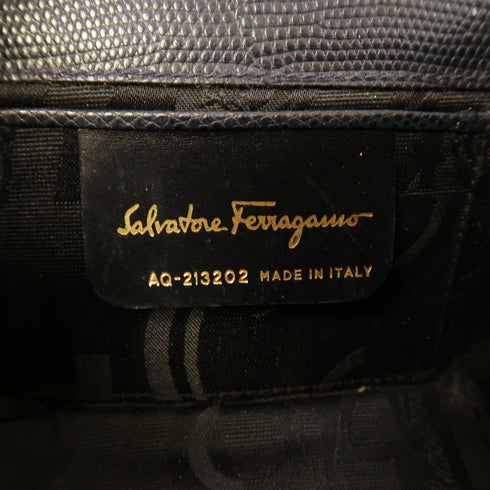 Salvatore Ferragamo
AQ-213202 MADE IN ITALY